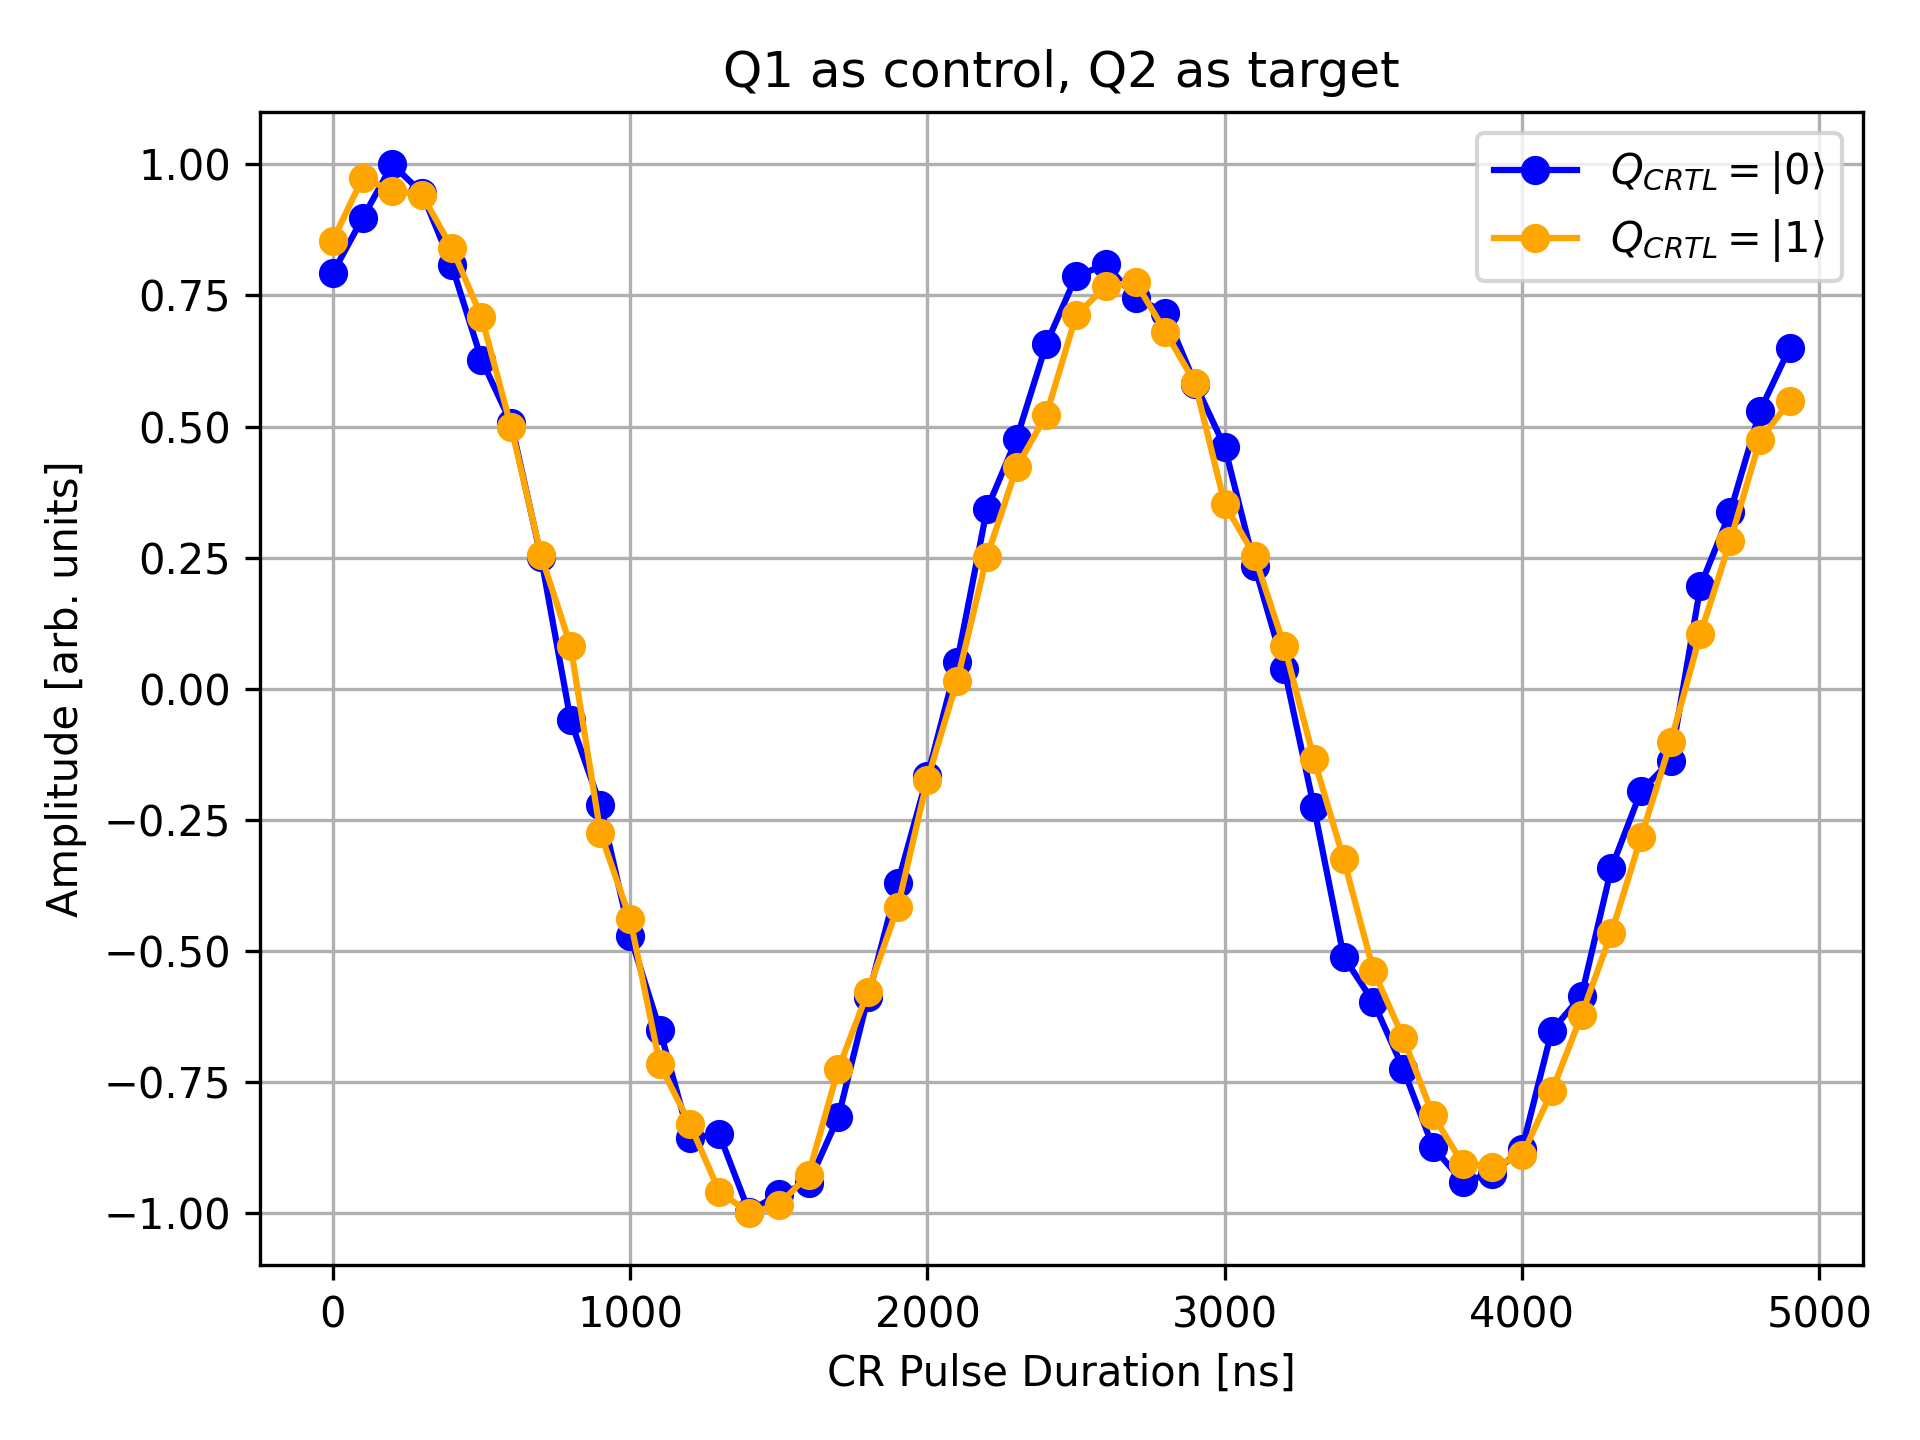 Q1 as control, Q2 as target
Q_CRTL = |0⟩
Q_CRTL = |1⟩
Amplitude [arb. units]
1.00
0.75
0.50
0.25
0.00
−0.25
−0.50
−0.75
−1.00
0 1000 2000 3000 4000 5000
CR Pulse Duration [ns]